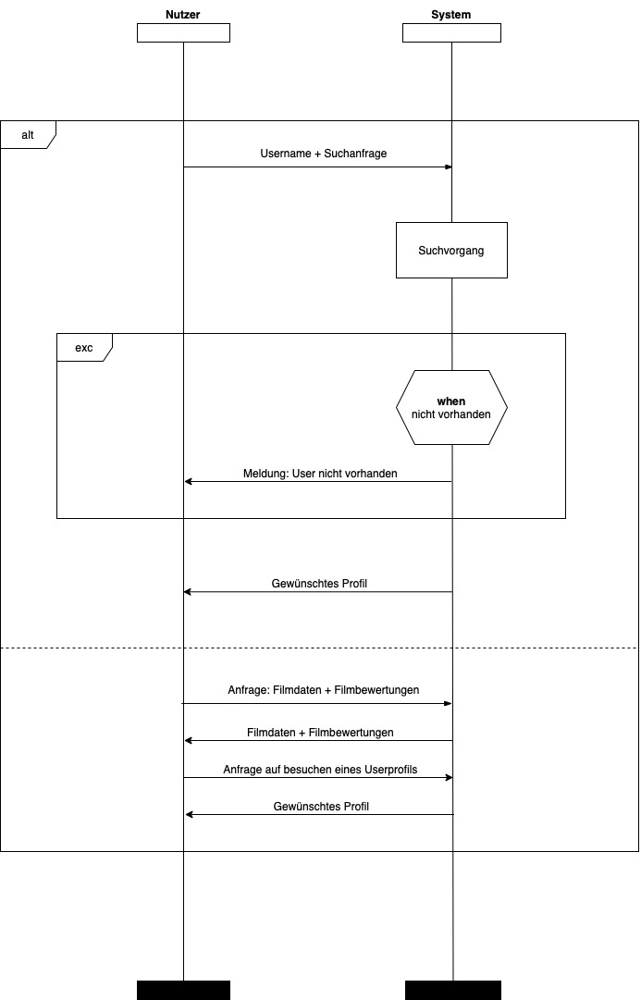 Nutzer
System
alt
Username + Suchanfrage
Suchvorgang
exc
when
nicht vorhanden
Meldung: User nicht vorhanden
Gewünschtes Profil
Anfrage: Filmdaten + Filmbewertungen
Filmdaten + Filmbewertungen
Anfrage auf besuchen eines Userprofils
Gewünschtes Profil